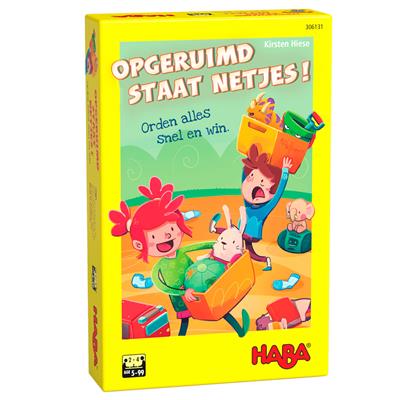 306131
Kirsten Hiese
OPGERUIMD
STAAT NETJES!
Orden alles
snel en win.
2-4
5-99
HABA
HABA